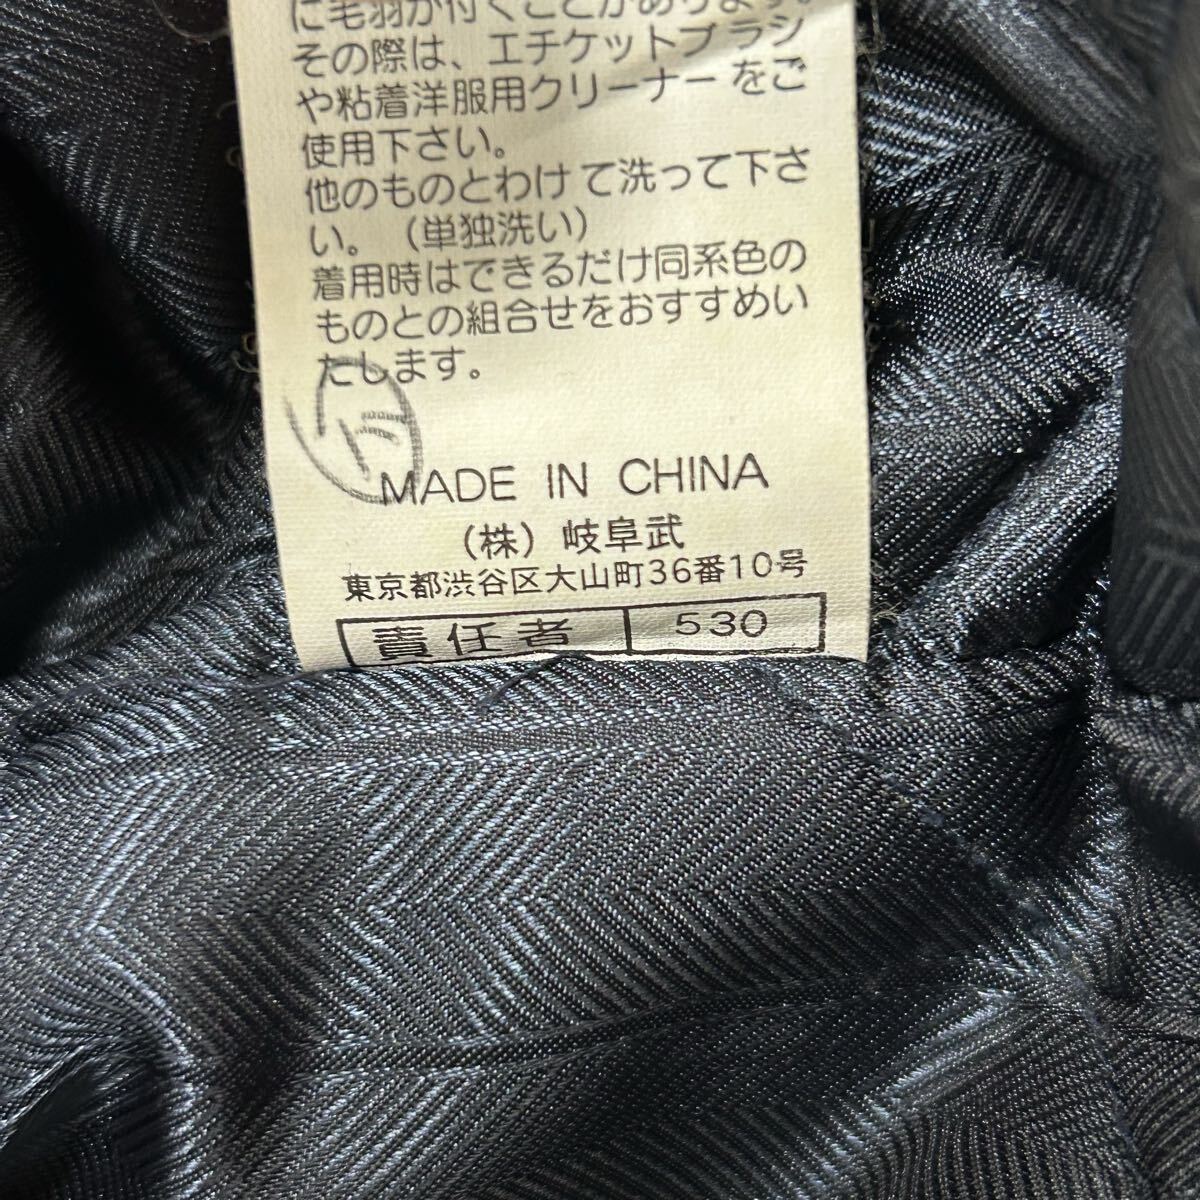 に毛羽が付くことがあります。
その際は、エチケットブラシ
や粘着洋服用クリーナーをご
使用下さい。
他のものとわけて洗って下さ
い。(単独洗い)
着用時はできるだけ同系色の
ものとの組合せをおすすめい
たします。
MADE IN CHINA
(株) 岐阜武
東京都渋谷区大山町36番10号
責任者 530